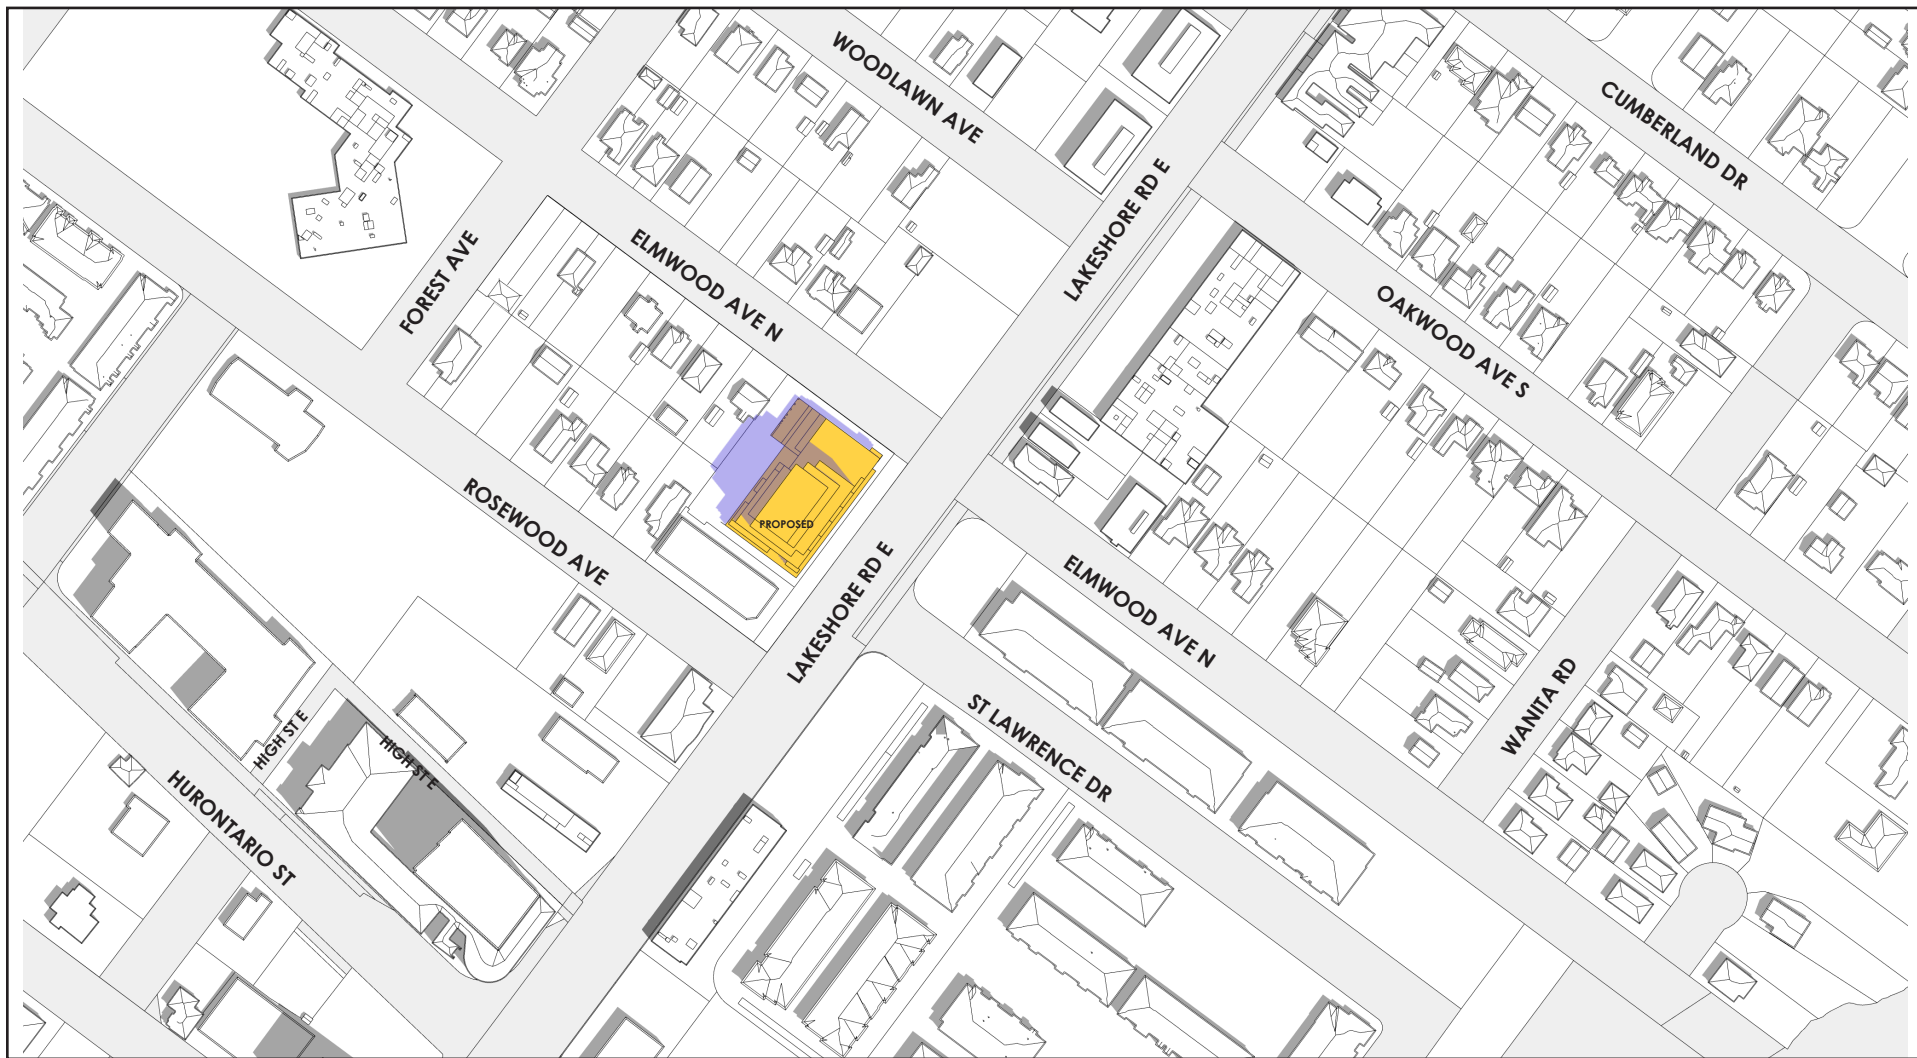 WOODLAWN AVE
CUMBERLAND DR
LAKESHORE RD E
ELMWOOD AVE N
FOREST AVE
OAKWOOD AVE S
ROSEWOOD AVE
PROPOSED
LAKESHORE RD E
ELMWOOD AVE N
WANITA RD
ST LAWRENCE DR
HIGH ST E
HIGH ST E
HURONTARIO ST